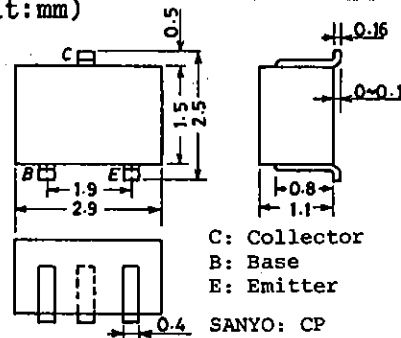 it:mm)
C
0.5
0.16
1.5
2.5
0~0.1
B
E
1.9
2.9
0.8
1.1
C: Collector
B: Base
E: Emitter
0.4
SANYO: CP